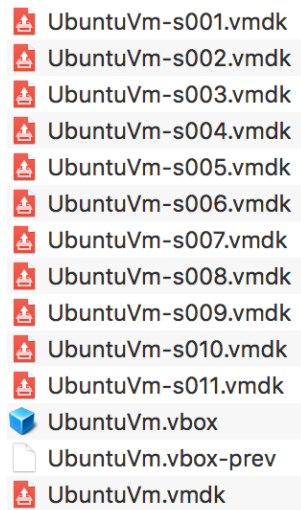 UbuntuVm-s001.vmdk
UbuntuVm-s002.vmdk
UbuntuVm-s003.vmdk
UbuntuVm-s004.vmdk
UbuntuVm-s005.vmdk
UbuntuVm-s006.vmdk
UbuntuVm-s007.vmdk
UbuntuVm-s008.vmdk
UbuntuVm-s009.vmdk
UbuntuVm-s010.vmdk
UbuntuVm-s011.vmdk
UbuntuVm.vbox
UbuntuVm.vbox-prev
UbuntuVm.vmdk